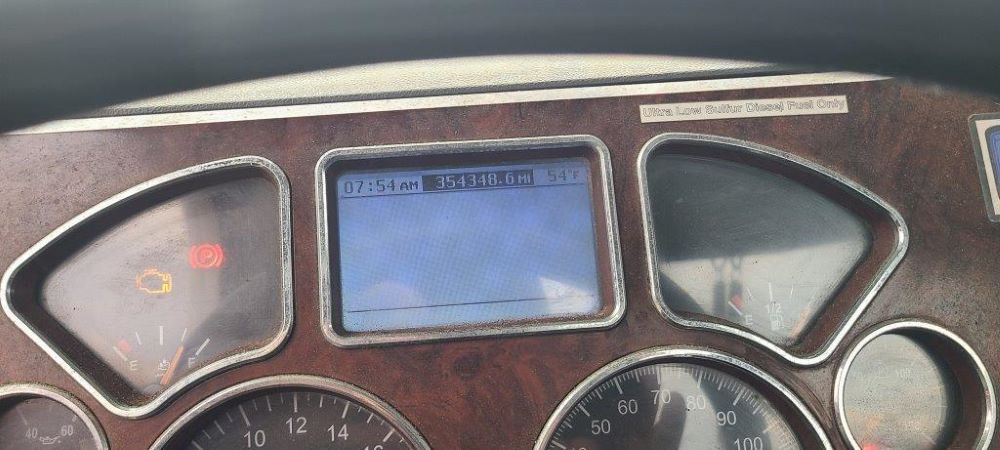 Ultra Low Sulfur Diesel Fuel Only
07:54 AM 354348.6 MI 54°F
P
E F
E 1/2
40 60
10 12 14
50 60 70 80 90 100
100